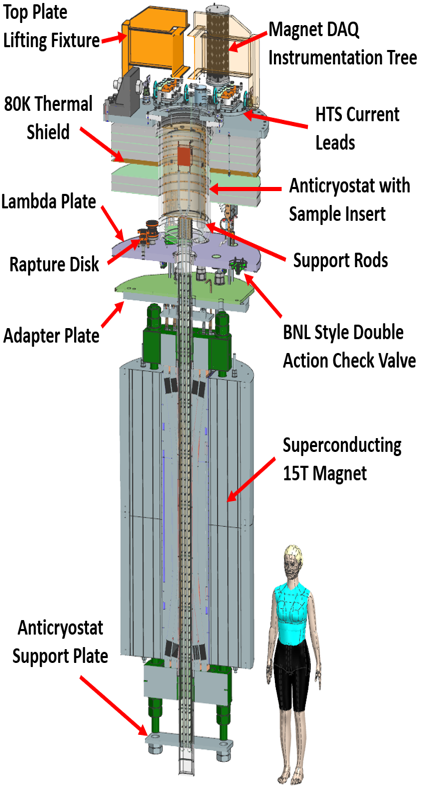 Top Plate
Lifting Fixture
Magnet DAQ
Instrumentation Tree
80K Thermal
Shield
HTS Current
Leads
Anticryostat with
Sample Insert
Lambda Plate
Rapture Disk
Support Rods
Adapter Plate
BNL Style Double
Action Check Valve
Superconducting
15T Magnet
Anticryostat
Support Plate